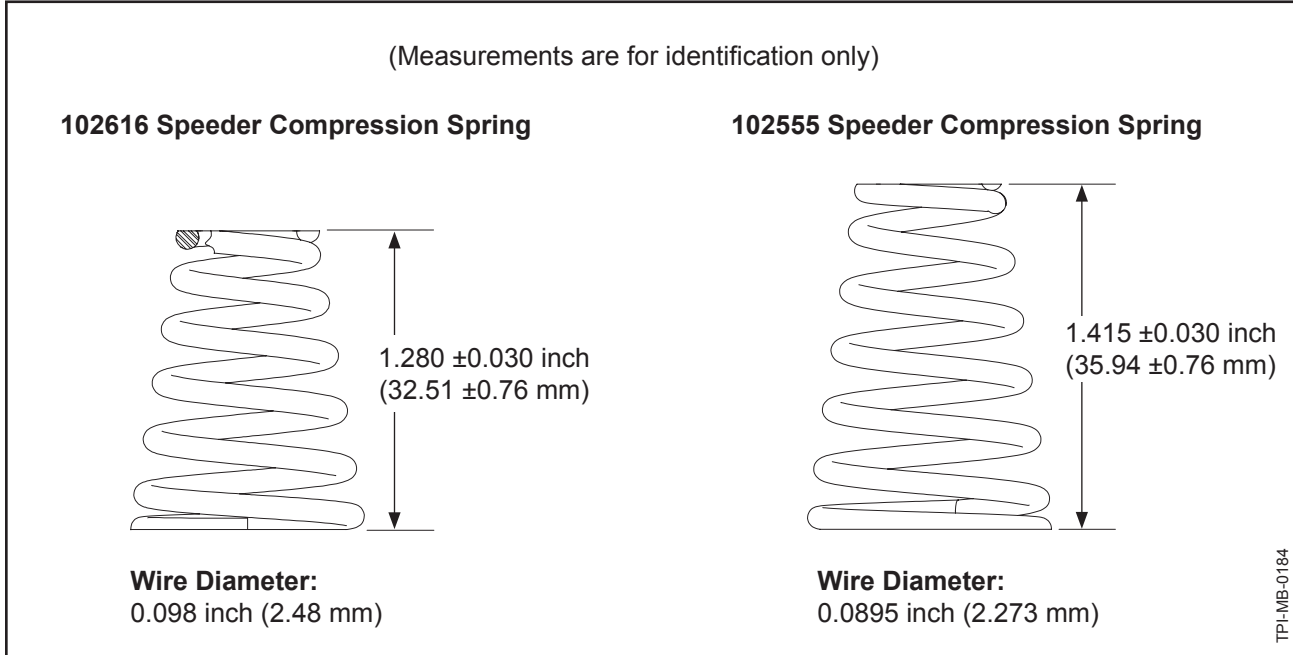 (Measurements are for identification only)
102616 Speeder Compression Spring
1.280 ±0.030 inch
(32.51 ±0.76 mm)
Wire Diameter:
0.098 inch (2.48 mm)
102555 Speeder Compression Spring
1.415 ±0.030 inch
(35.94 ±0.76 mm)
Wire Diameter:
0.0895 inch (2.273 mm)
TPI-MB-0184